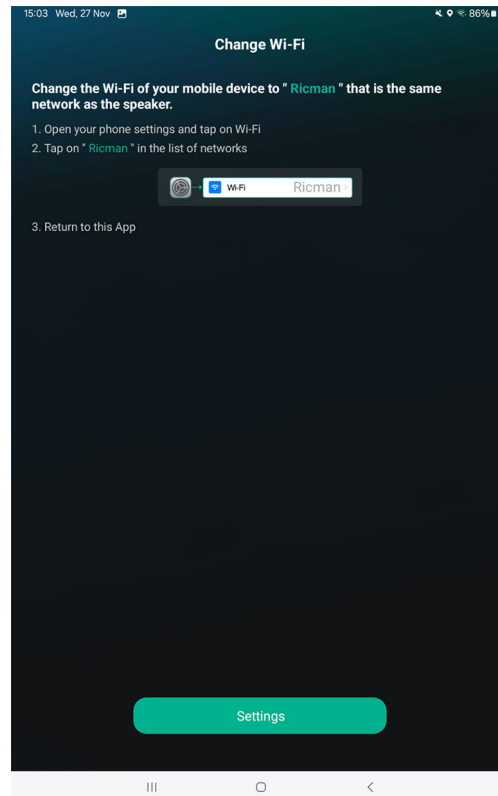 15:03 Wed, 27 Nov
86%
Change Wi-Fi
Change the Wi-Fi of your mobile device to " Ricman " that is the same
network as the speaker.
1. Open your phone settings and tap on Wi-Fi
2. Tap on " Ricman " in the list of networks
Wi-Fi Ricman
3. Return to this App
Settings